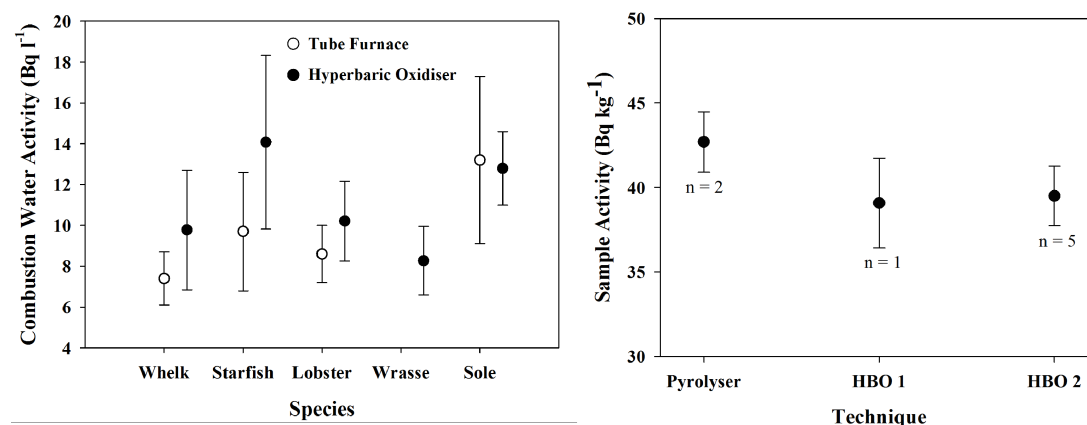 20
18
16
14
12
10
8
6
4
Combustion Water Activity (Bq l⁻¹)
Tube Furnace
Hyperbaric Oxidiser
Whelk Starfish Lobster Wrasse Sole
Species
50
45
40
35
30
Sample Activity (Bq kg⁻¹)
n = 2
n = 1
n = 5
Pyrolyser HBO 1 HBO 2
Technique